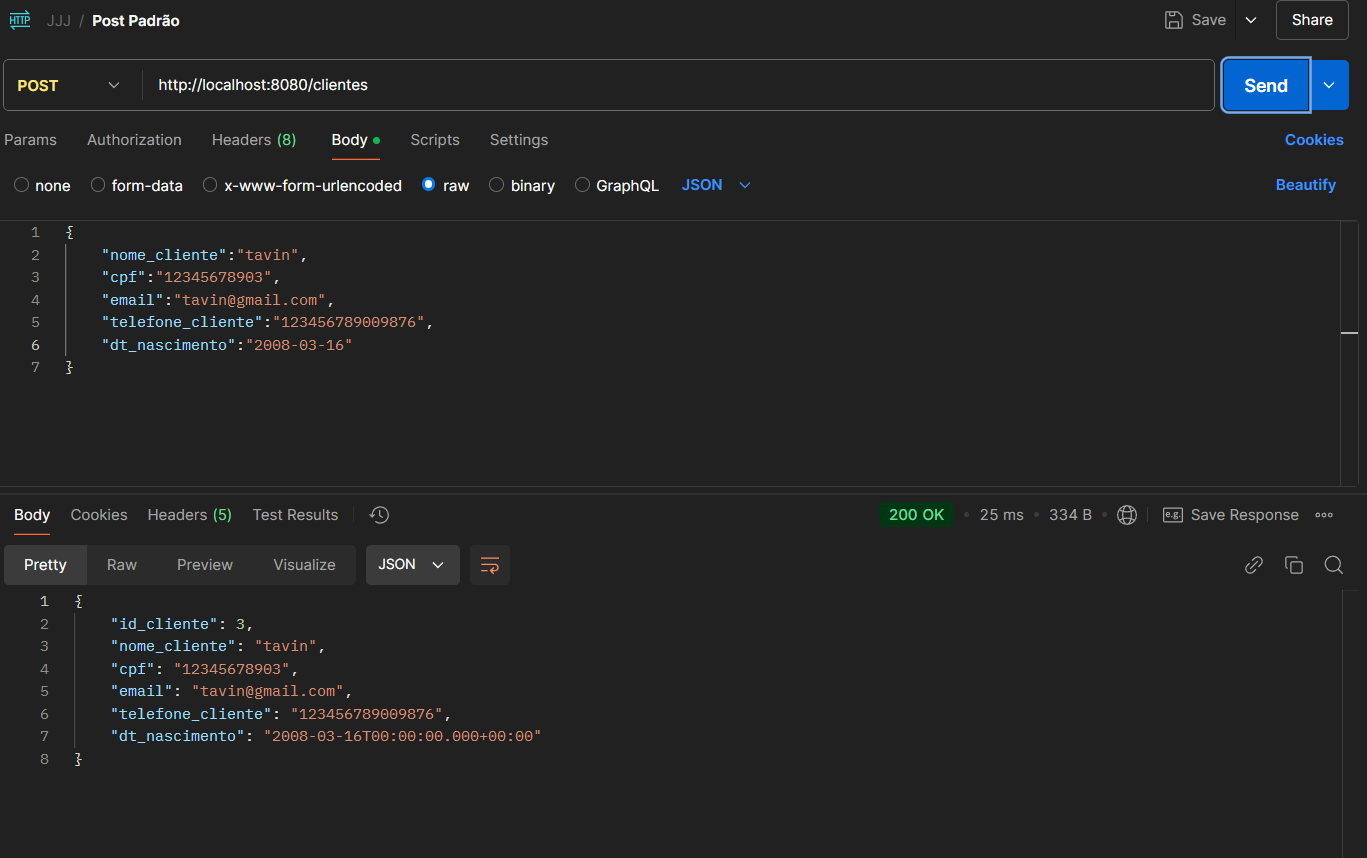 HTTP JJJ / Post Padrão Save Share
POST http://localhost:8080/clientes Send
Params Authorization Headers (8) Body Scripts Settings Cookies
none form-data x-www-form-urlencoded raw binary GraphQL JSON Beautify
1 {
2 "nome_cliente":"tavin",
3 "cpf":"12345678903",
4 "email":"tavin@gmail.com",
5 "telefone_cliente":"123456789009876",
6 "dt_nascimento":"2008-03-16"
7 }
Body Cookies Headers (5) Test Results 200 OK 25 ms 334 B e.g. Save Response
Pretty Raw Preview Visualize JSON
1 {
2 "id_cliente": 3,
3 "nome_cliente": "tavin",
4 "cpf": "12345678903",
5 "email": "tavin@gmail.com",
6 "telefone_cliente": "123456789009876",
7 "dt_nascimento": "2008-03-16T00:00:00.000+00:00"
8 }